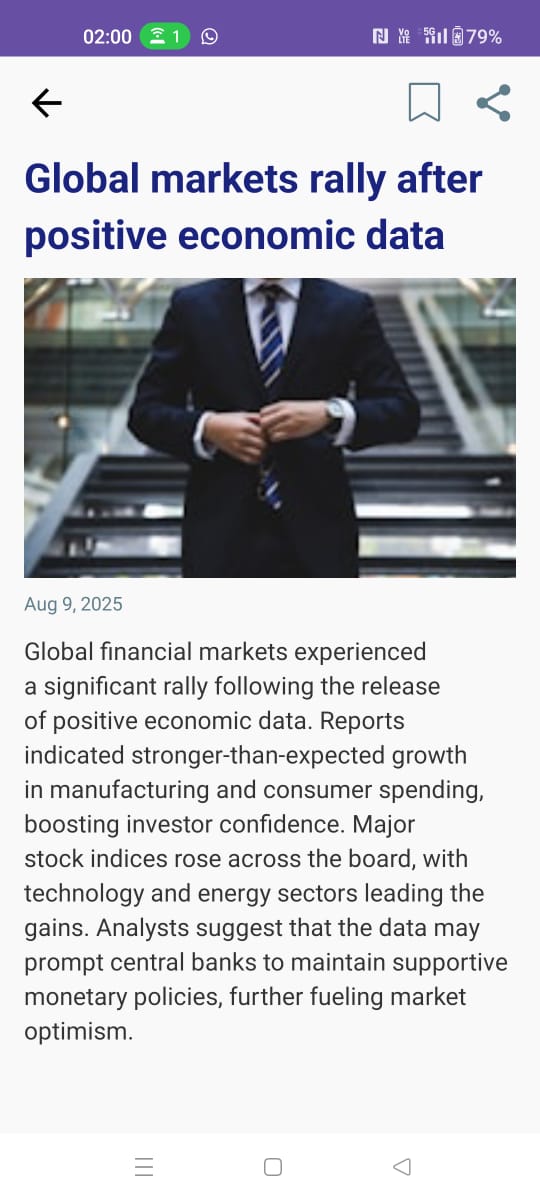 02:00 1 VoLTE 5G 79%
Global markets rally after
positive economic data
Aug 9, 2025
Global financial markets experienced
a significant rally following the release
of positive economic data. Reports
indicated stronger-than-expected growth
in manufacturing and consumer spending,
boosting investor confidence. Major
stock indices rose across the board, with
technology and energy sectors leading the
gains. Analysts suggest that the data may
prompt central banks to maintain supportive
monetary policies, further fueling market
optimism.